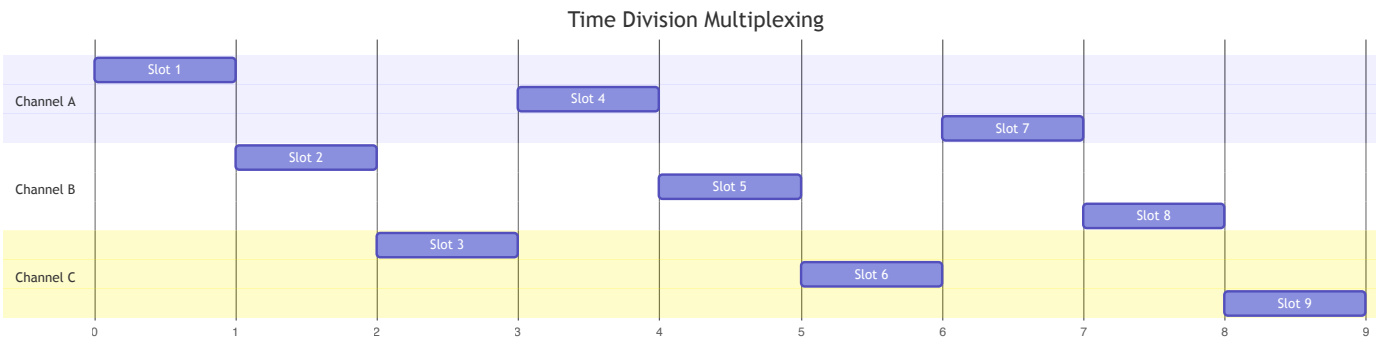 Time Division Multiplexing
Slot 1
Channel A
Slot 4
Slot 7
Slot 2
Channel B
Slot 5
Slot 8
Slot 3
Channel C
Slot 6
Slot 9
0 1 2 3 4 5 6 7 8 9